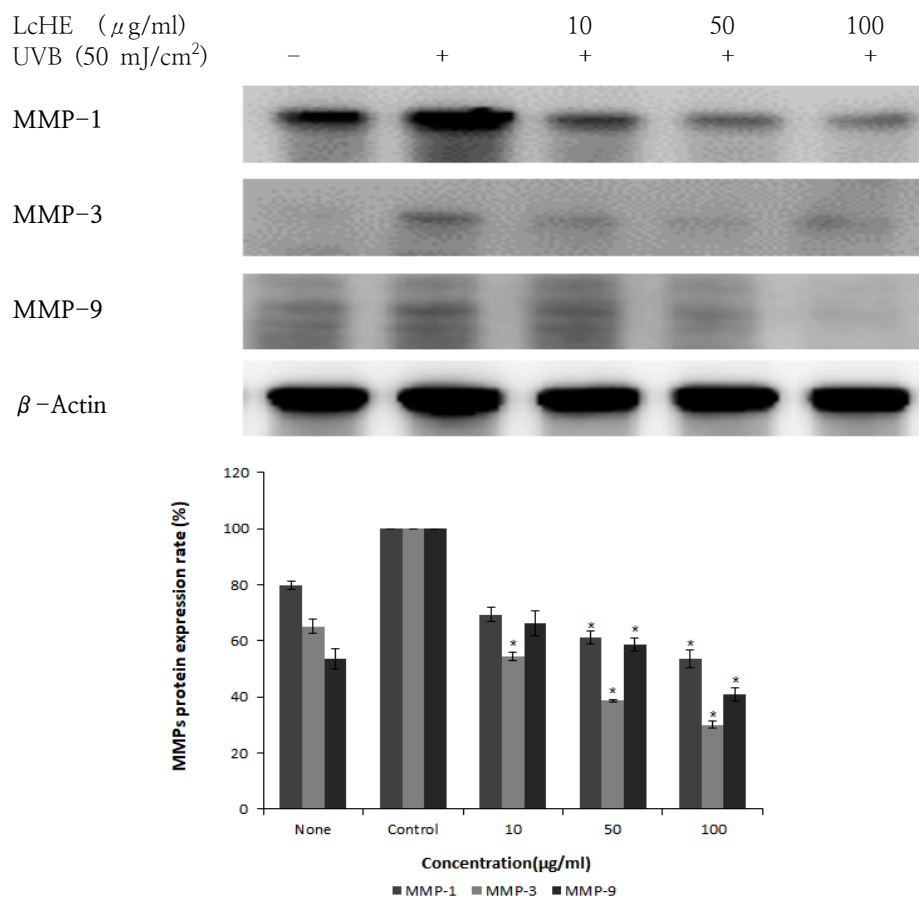 LcHE (μg/ml) 10 50 100
UVB (50 mJ/cm²) − + + + +
MMP-1
MMP-3
MMP-9
β-Actin
120
100
80
60
40
20
0
MMPs protein expression rate (%)
* * * * * * *
None Control 10 50 100
Concentration(μg/ml)
MMP-1 MMP-3 MMP-9